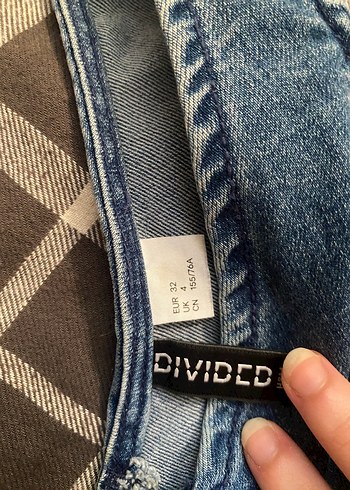 EUR 32
UK 4
CN 155/76A
DIVIDED